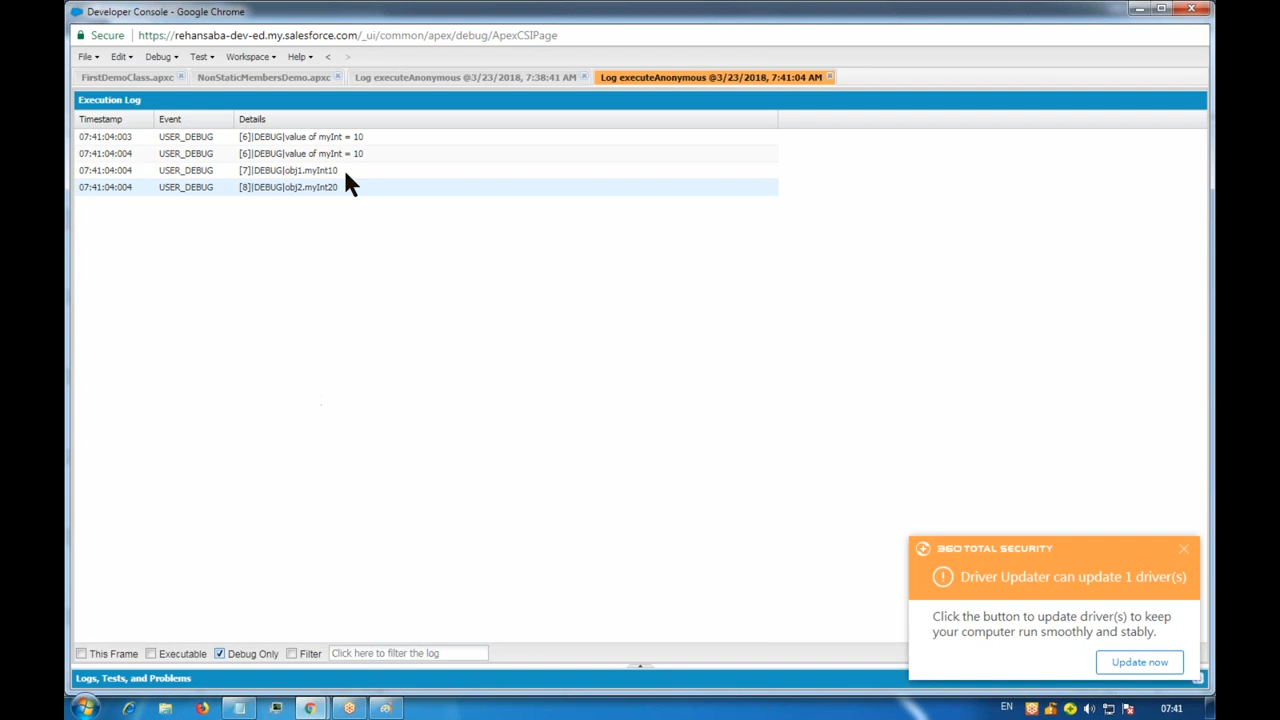 Developer Console - Google Chrome
Secure https://rehansaba-dev-ed.my.salesforce.com/_ui/common/apex/debug/ApexCSIPage
File Edit Debug Test Workspace Help < >
FirstDemoClass.apxc NonStaticMembersDemo.apxc Log executeAnonymous @3/23/2018, 7:38:41 AM Log executeAnonymous @3/23/2018, 7:41:04 AM
Execution Log
Timestamp Event Details
07:41:04:003 USER_DEBUG [6]|DEBUG|value of myInt = 10
07:41:04:004 USER_DEBUG [6]|DEBUG|value of myInt = 10
07:41:04:004 USER_DEBUG [7]|DEBUG|obj1.myInt10
07:41:04:004 USER_DEBUG [8]|DEBUG|obj2.myInt20
360 TOTAL SECURITY
Driver Updater can update 1 driver(s)
Click the button to update driver(s) to keep
your computer run smoothly and stably.
Update now
This Frame Executable Debug Only Filter Click here to filter the log
Logs, Tests, and Problems
EN 07:41